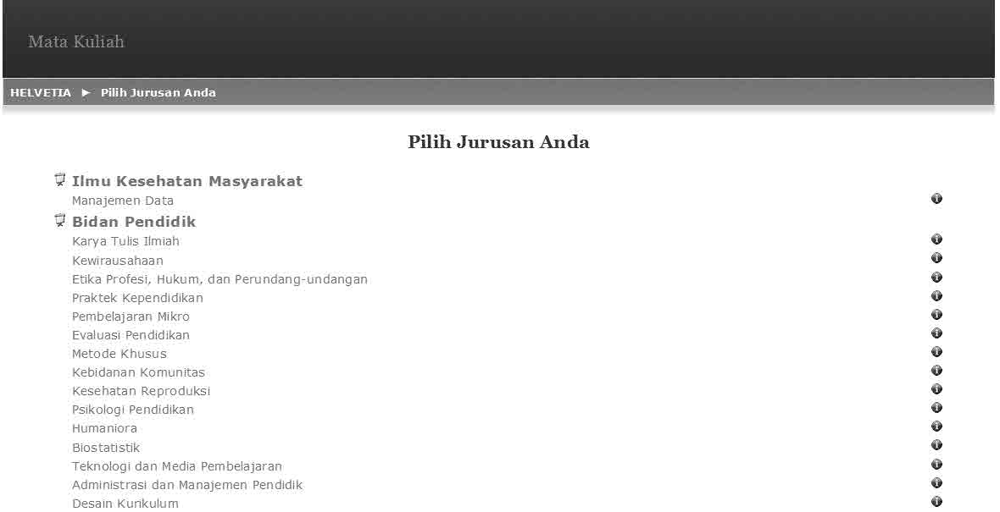 Mata Kuliah
HELVETIA ► Pilih Jurusan Anda
Pilih Jurusan Anda
Ilmu Kesehatan Masyarakat
Manajemen Data
Bidan Pendidik
Karya Tulis Ilmiah
Kewirausahaan
Etika Profesi, Hukum, dan Perundang-undangan
Praktek Kependidikan
Pembelajaran Mikro
Evaluasi Pendidikan
Metode Khusus
Kebidanan Komunitas
Kesehatan Reproduksi
Psikologi Pendidikan
Humaniora
Biostatistik
Teknologi dan Media Pembelajaran
Administrasi dan Manajemen Pendidik
Desain Kurikulum